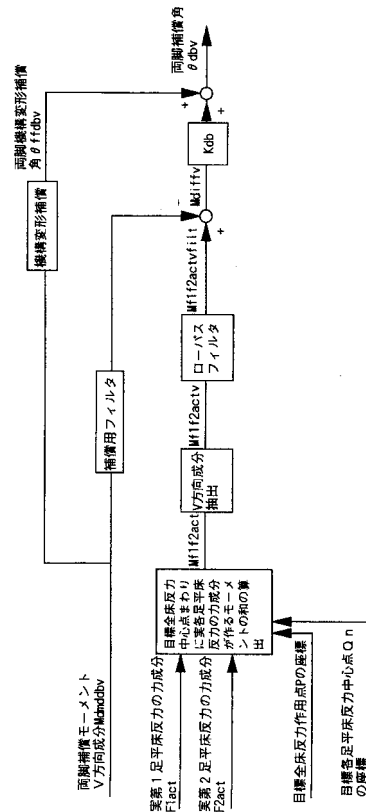 両脚補償モーメント
V方向成分Mdmddbv
機構変形補償
両脚機構変形補償
角θffdbv
補償用フィルタ
両脚補償角
θdbv
実第1足平床反力の力成分
F1act
実第2足平床反力の力成分
F2act
目標全床反力
中心点まわり
に実各足平床
反力の力成分
が作るモーメ
ントの和の算
出
Mf1f2act
V方向成分
抽出
Mf1f2actv
ローパス
フィルタ
Mf1f2actvfilt
+
Mdiffv
Kdb
+
+
目標全床反力作用点Pの座標
目標各足平床反力中心点Qn
の座標